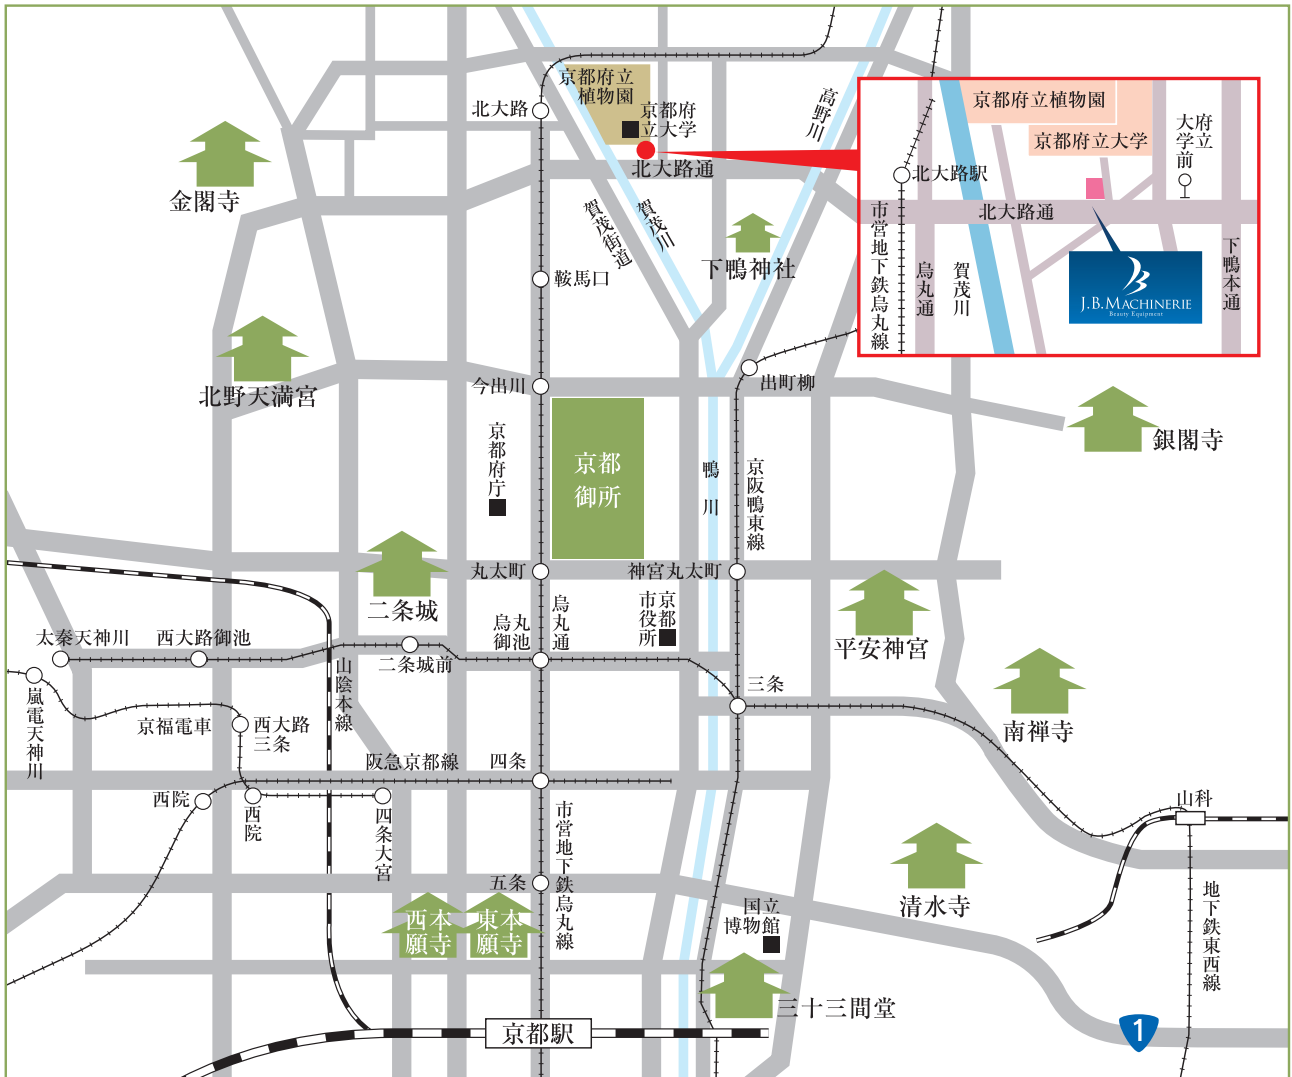 京都府立
植物園
京都府
立大学
北大路
北大路通
高野川
賀茂街道
賀茂川
金閣寺
下鴨神社
鞍馬口
北野天満宮
今出川
出町柳
銀閣寺
京都府立植物園
京都府立大学
府立
大学前
北大路駅
北大路通
市営地下鉄烏丸線
烏丸通
賀茂川
下鴨本通
J.B.MACHINERIE
Beauty Equipment
京都府庁
京都
御所
鴨川
京阪鴨東線
丸太町
神宮丸太町
二条城
烏丸
御池
烏丸通
京都
市役所
平安神宮
太秦天神川
西大路御池
二条城前
山陰本線
三条
南禅寺
嵐電天神川
京福電車
西大路
三条
阪急京都線
四条
西院
西院
四条大宮
市営地下鉄烏丸線
山科
五条
清水寺
地下鉄東西線
西本
願寺
東本
願寺
国立
博物館
三十三間堂
京都駅
1